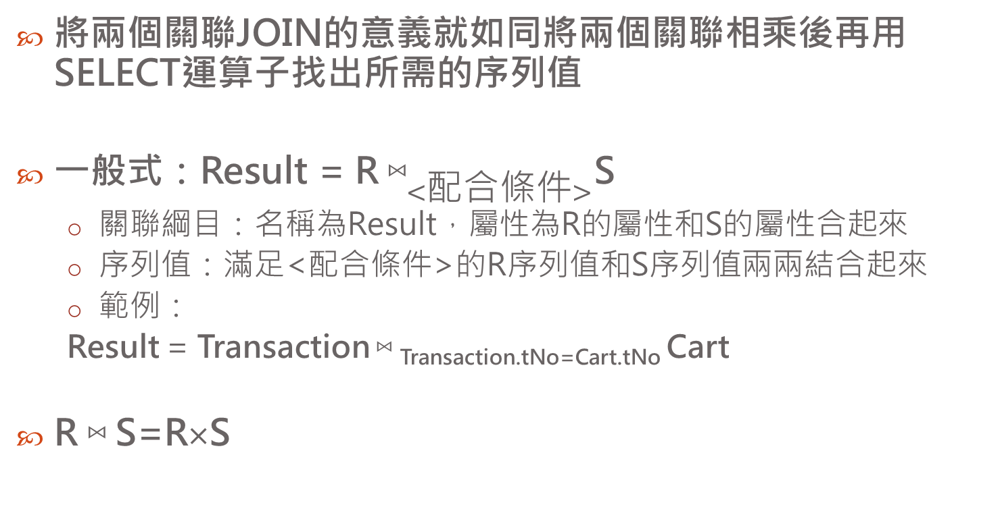 將兩個關聯JOIN的意義就如同將兩個關聯相乘後再用
SELECT運算子找出所需的序列值
一般式：Result = R ⋈ <配合條件> S
關聯綱目：名稱為Result，屬性為R的屬性和S的屬性合起來
序列值：滿足<配合條件>的R序列值和S序列值兩兩結合起來
範例：
Result = Transaction ⋈ Transaction.tNo=Cart.tNo Cart
R ⋈ S=R×S